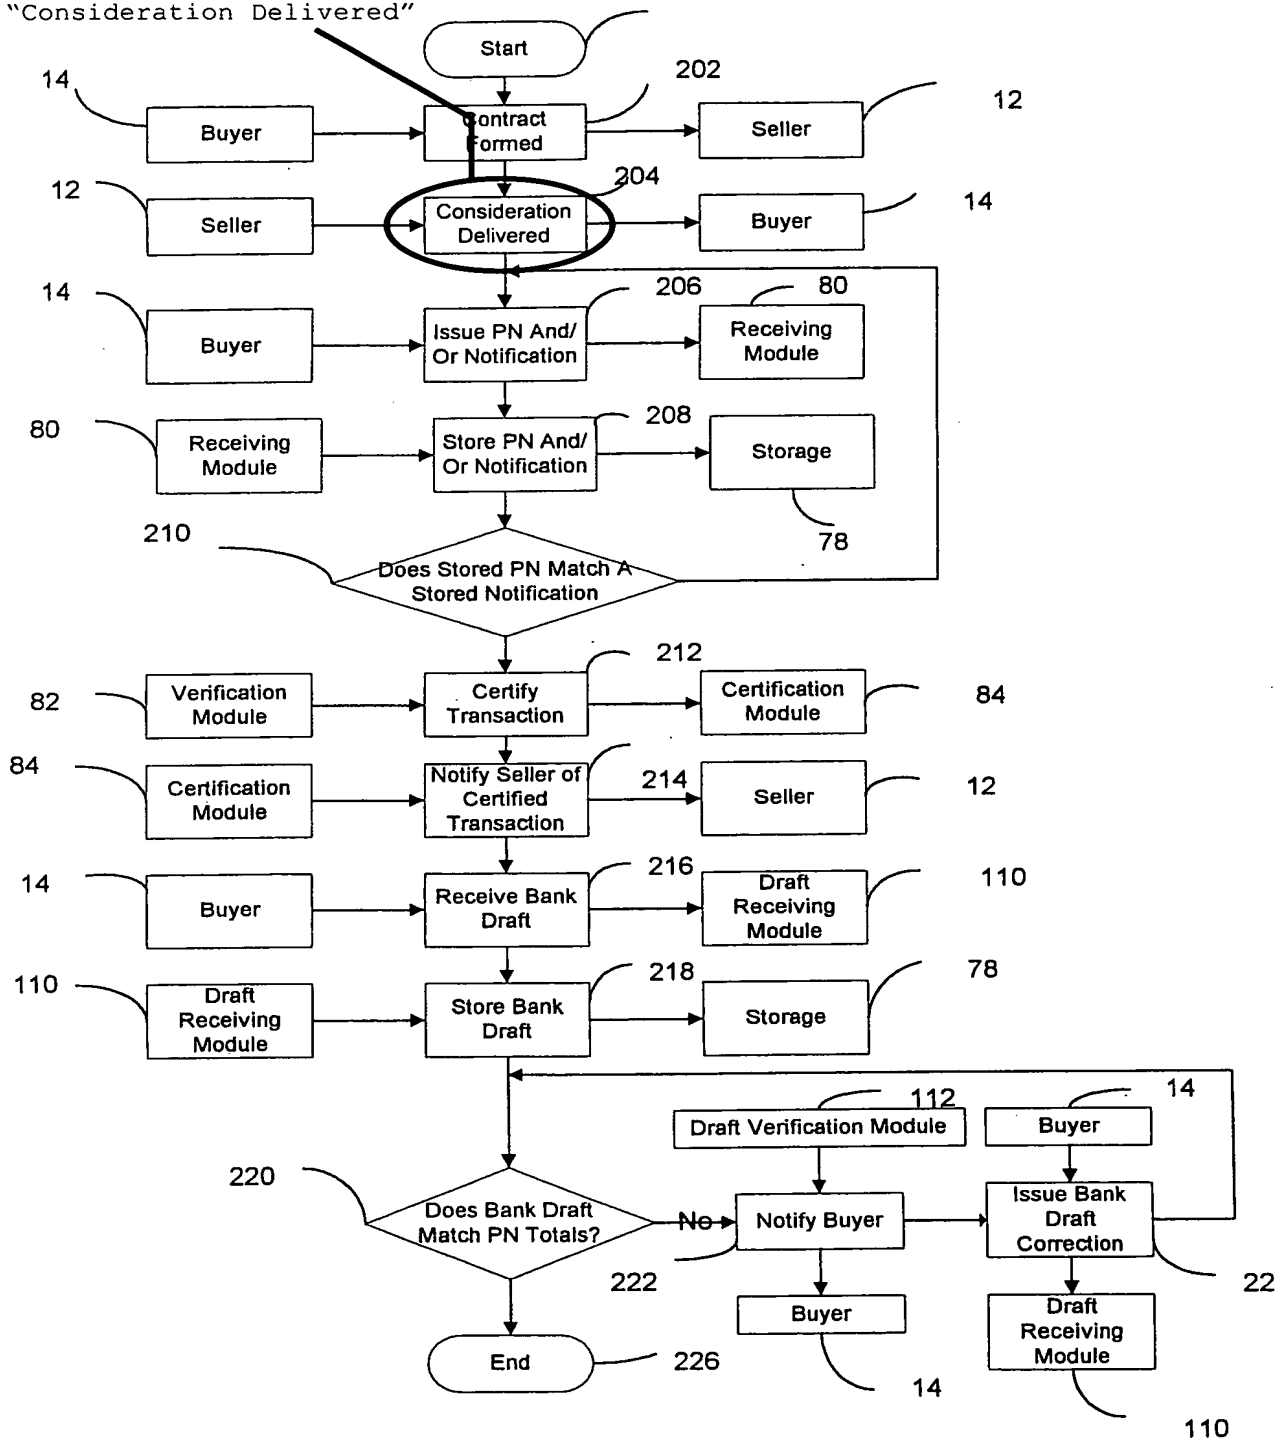 “Consideration Delivered”
Start
14
202
12
Buyer
Contract
Formed
Seller
12
204
14
Seller
Consideration
Delivered
Buyer
14
206
80
Buyer
Issue PN And/
Or Notification
Receiving
Module
80
208
Receiving
Module
Store PN And/
Or Notification
Storage
78
210
Does Stored PN Match A
Stored Notification
212
82
Verification
Module
Certify
Transaction
Certification
Module
84
84
Certification
Module
Notify Seller of
Certified
Transaction
214
Seller
12
14
216
110
Buyer
Receive Bank
Draft
Draft
Receiving
Module
110
218
78
Draft
Receiving
Module
Store Bank
Draft
Storage
112
14
Draft Verification Module
Buyer
220
Does Bank Draft
Match PN Totals?
No
Notify Buyer
Issue Bank
Draft
Correction
222
22
Buyer
Draft
Receiving
Module
End
226
14
110